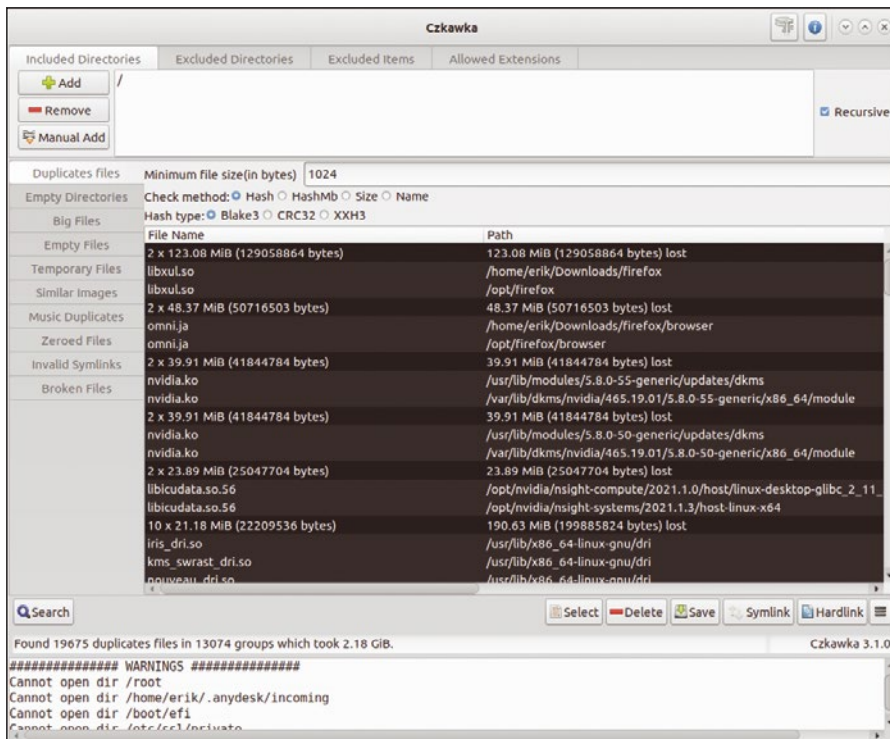 Czkawka
Included Directories Excluded Directories Excluded Items Allowed Extensions
Add /
Remove
Manual Add
Recursive
Duplicates files
Empty Directories
Big Files
Empty Files
Temporary Files
Similar Images
Music Duplicates
Zeroed Files
Invalid Symlinks
Broken Files
Minimum file size(in bytes) 1024
Check method: Hash HashMb Size Name
Hash type: Blake3 CRC32 XXH3
File Name Path
2 x 123.08 MiB (129058864 bytes) 123.08 MiB (129058864 bytes) lost
libxul.so /home/erik/Downloads/firefox
libxul.so /opt/firefox
2 x 48.37 MiB (50716503 bytes) 48.37 MiB (50716503 bytes) lost
omni.ja /home/erik/Downloads/firefox/browser
omni.ja /opt/firefox/browser
2 x 39.91 MiB (41844784 bytes) 39.91 MiB (41844784 bytes) lost
nvidia.ko /usr/lib/modules/5.8.0-55-generic/updates/dkms
nvidia.ko /var/lib/dkms/nvidia/465.19.01/5.8.0-55-generic/x86_64/module
2 x 39.91 MiB (41844784 bytes) 39.91 MiB (41844784 bytes) lost
nvidia.ko /usr/lib/modules/5.8.0-50-generic/updates/dkms
nvidia.ko /var/lib/dkms/nvidia/465.19.01/5.8.0-50-generic/x86_64/module
2 x 23.89 MiB (25047704 bytes) 23.89 MiB (25047704 bytes) lost
libicudata.so.56 /opt/nvidia/nsight-compute/2021.1.0/host/linux-desktop-glibc_2_11_
libicudata.so.56 /opt/nvidia/nsight-systems/2021.1.3/host-linux-x64
10 x 21.18 MiB (22209536 bytes) 190.63 MiB (199885824 bytes) lost
iris_dri.so /usr/lib/x86_64-linux-gnu/dri
kms_swrast_dri.so /usr/lib/x86_64-linux-gnu/dri
nouveau_dri.so /usr/lib/x86_64-linux-gnu/dri
Search Select Delete Save Symlink Hardlink
Found 19675 duplicates files in 13074 groups which took 2.18 GiB. Czkawka 3.1.0
############### WARNINGS ###############
Cannot open dir /root
Cannot open dir /home/erik/.anydesk/incoming
Cannot open dir /boot/efi
Cannot open dir /etc/ssl/private